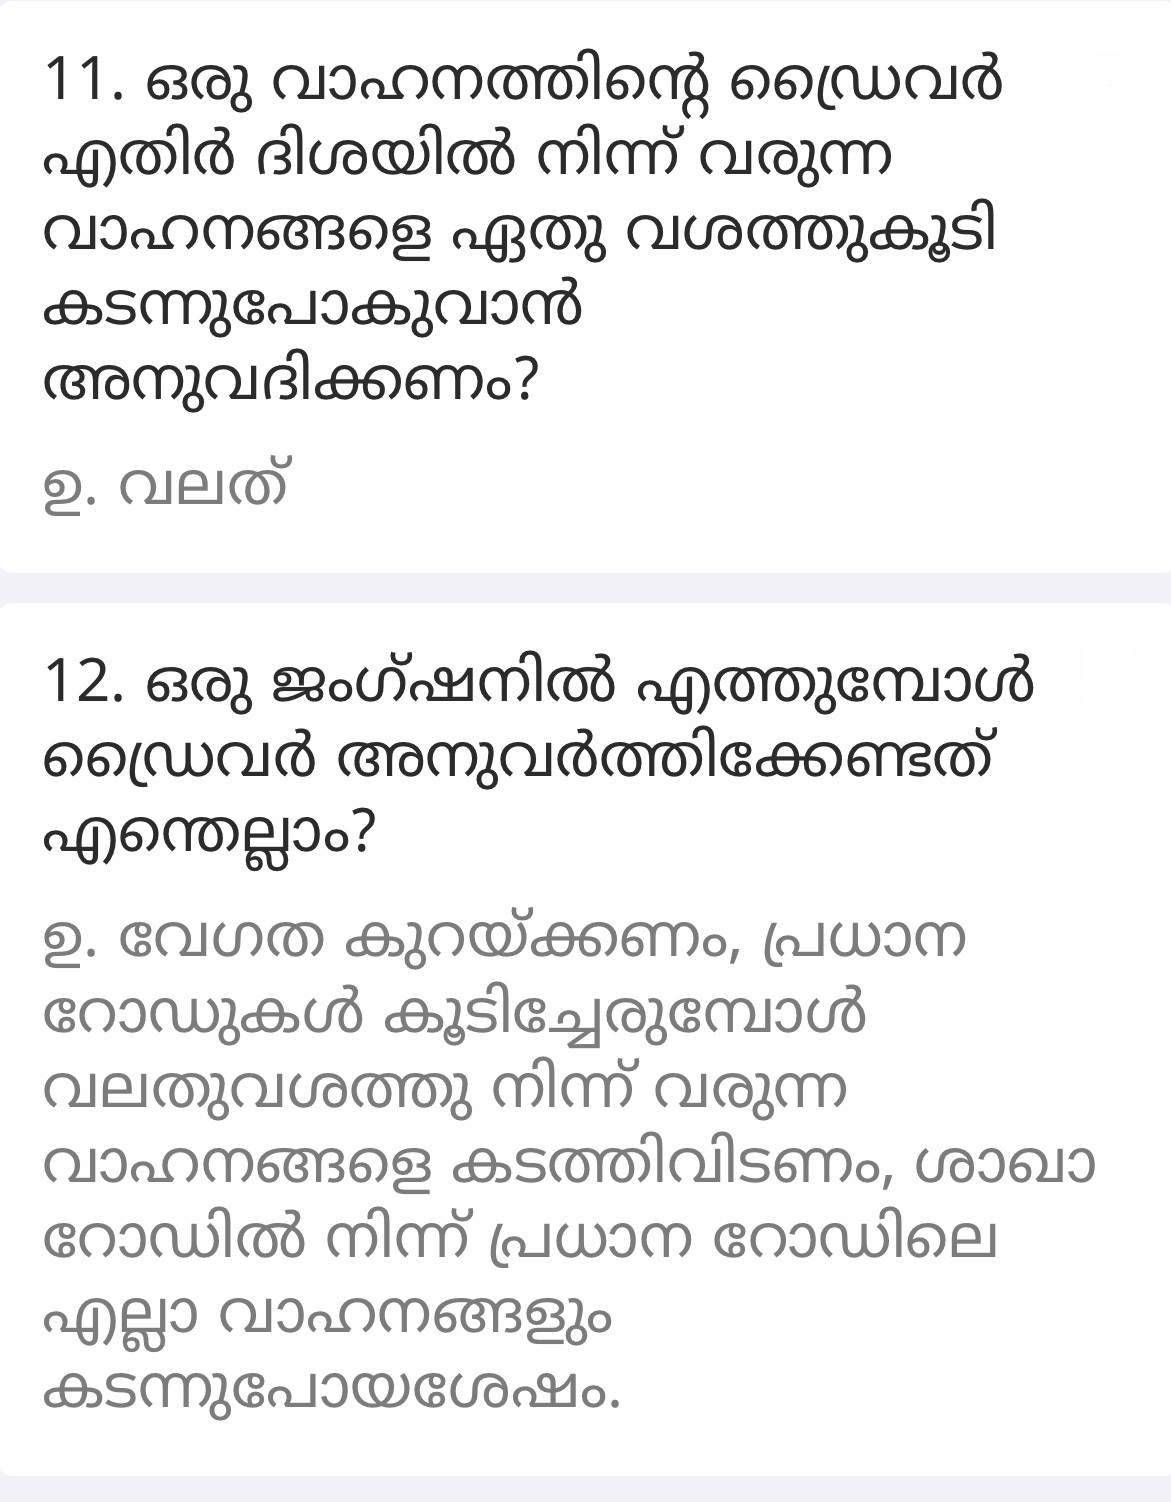 11. ഒരു വാഹനത്തിന്റെ ഡ്രൈവർ
എതിർ ദിശയിൽ നിന്ന് വരുന്ന
വാഹനങ്ങളെ ഏതു വശത്തുകൂടി
കടന്നുപോകുവാൻ
അനുവദിക്കണം?
ഉ. വലത്
12. ഒരു ജംഗ്ഷനിൽ എത്തുമ്പോൾ
ഡ്രൈവർ അനുവർത്തിക്കേണ്ടത്
എന്തെല്ലാം?
ഉ. വേഗത കുറയ്ക്കണം, പ്രധാന
റോഡുകൾ കൂടിച്ചേരുമ്പോൾ
വലതുവശത്തു നിന്ന് വരുന്ന
വാഹനങ്ങളെ കടത്തിവിടണം, ശാഖാ
റോഡിൽ നിന്ന് പ്രധാന റോഡിലെ
എല്ലാ വാഹനങ്ങളും
കടന്നുപോയശേഷം.